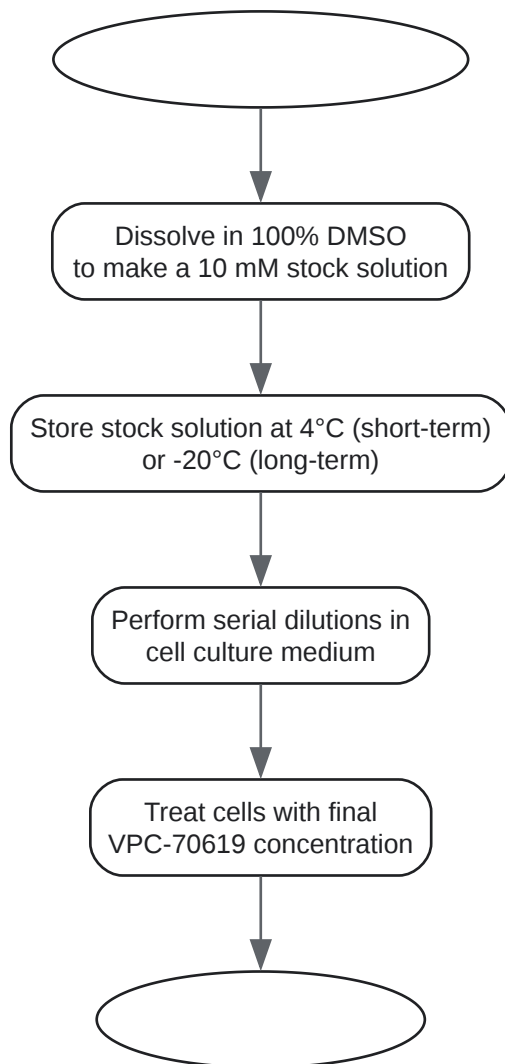 Dissolve in 100% DMSO
to make a 10 mM stock solution
Store stock solution at 4°C (short-term)
or -20°C (long-term)
Perform serial dilutions in
cell culture medium
Treat cells with final
VPC-70619 concentration